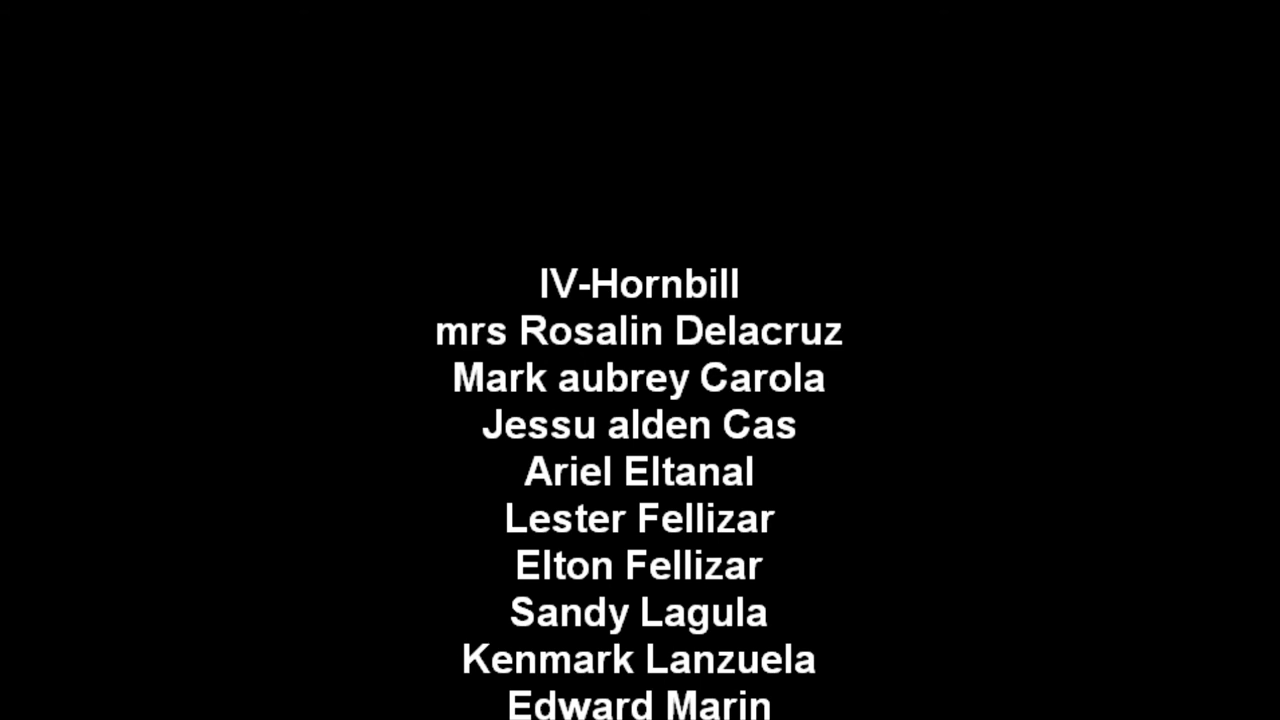 IV-Hornbill
mrs Rosalin Delacruz
Mark aubrey Carola
Jessu alden Cas
Ariel Eltanal
Lester Fellizar
Elton Fellizar
Sandy Lagula
Kenmark Lanzuela
Edward Marin